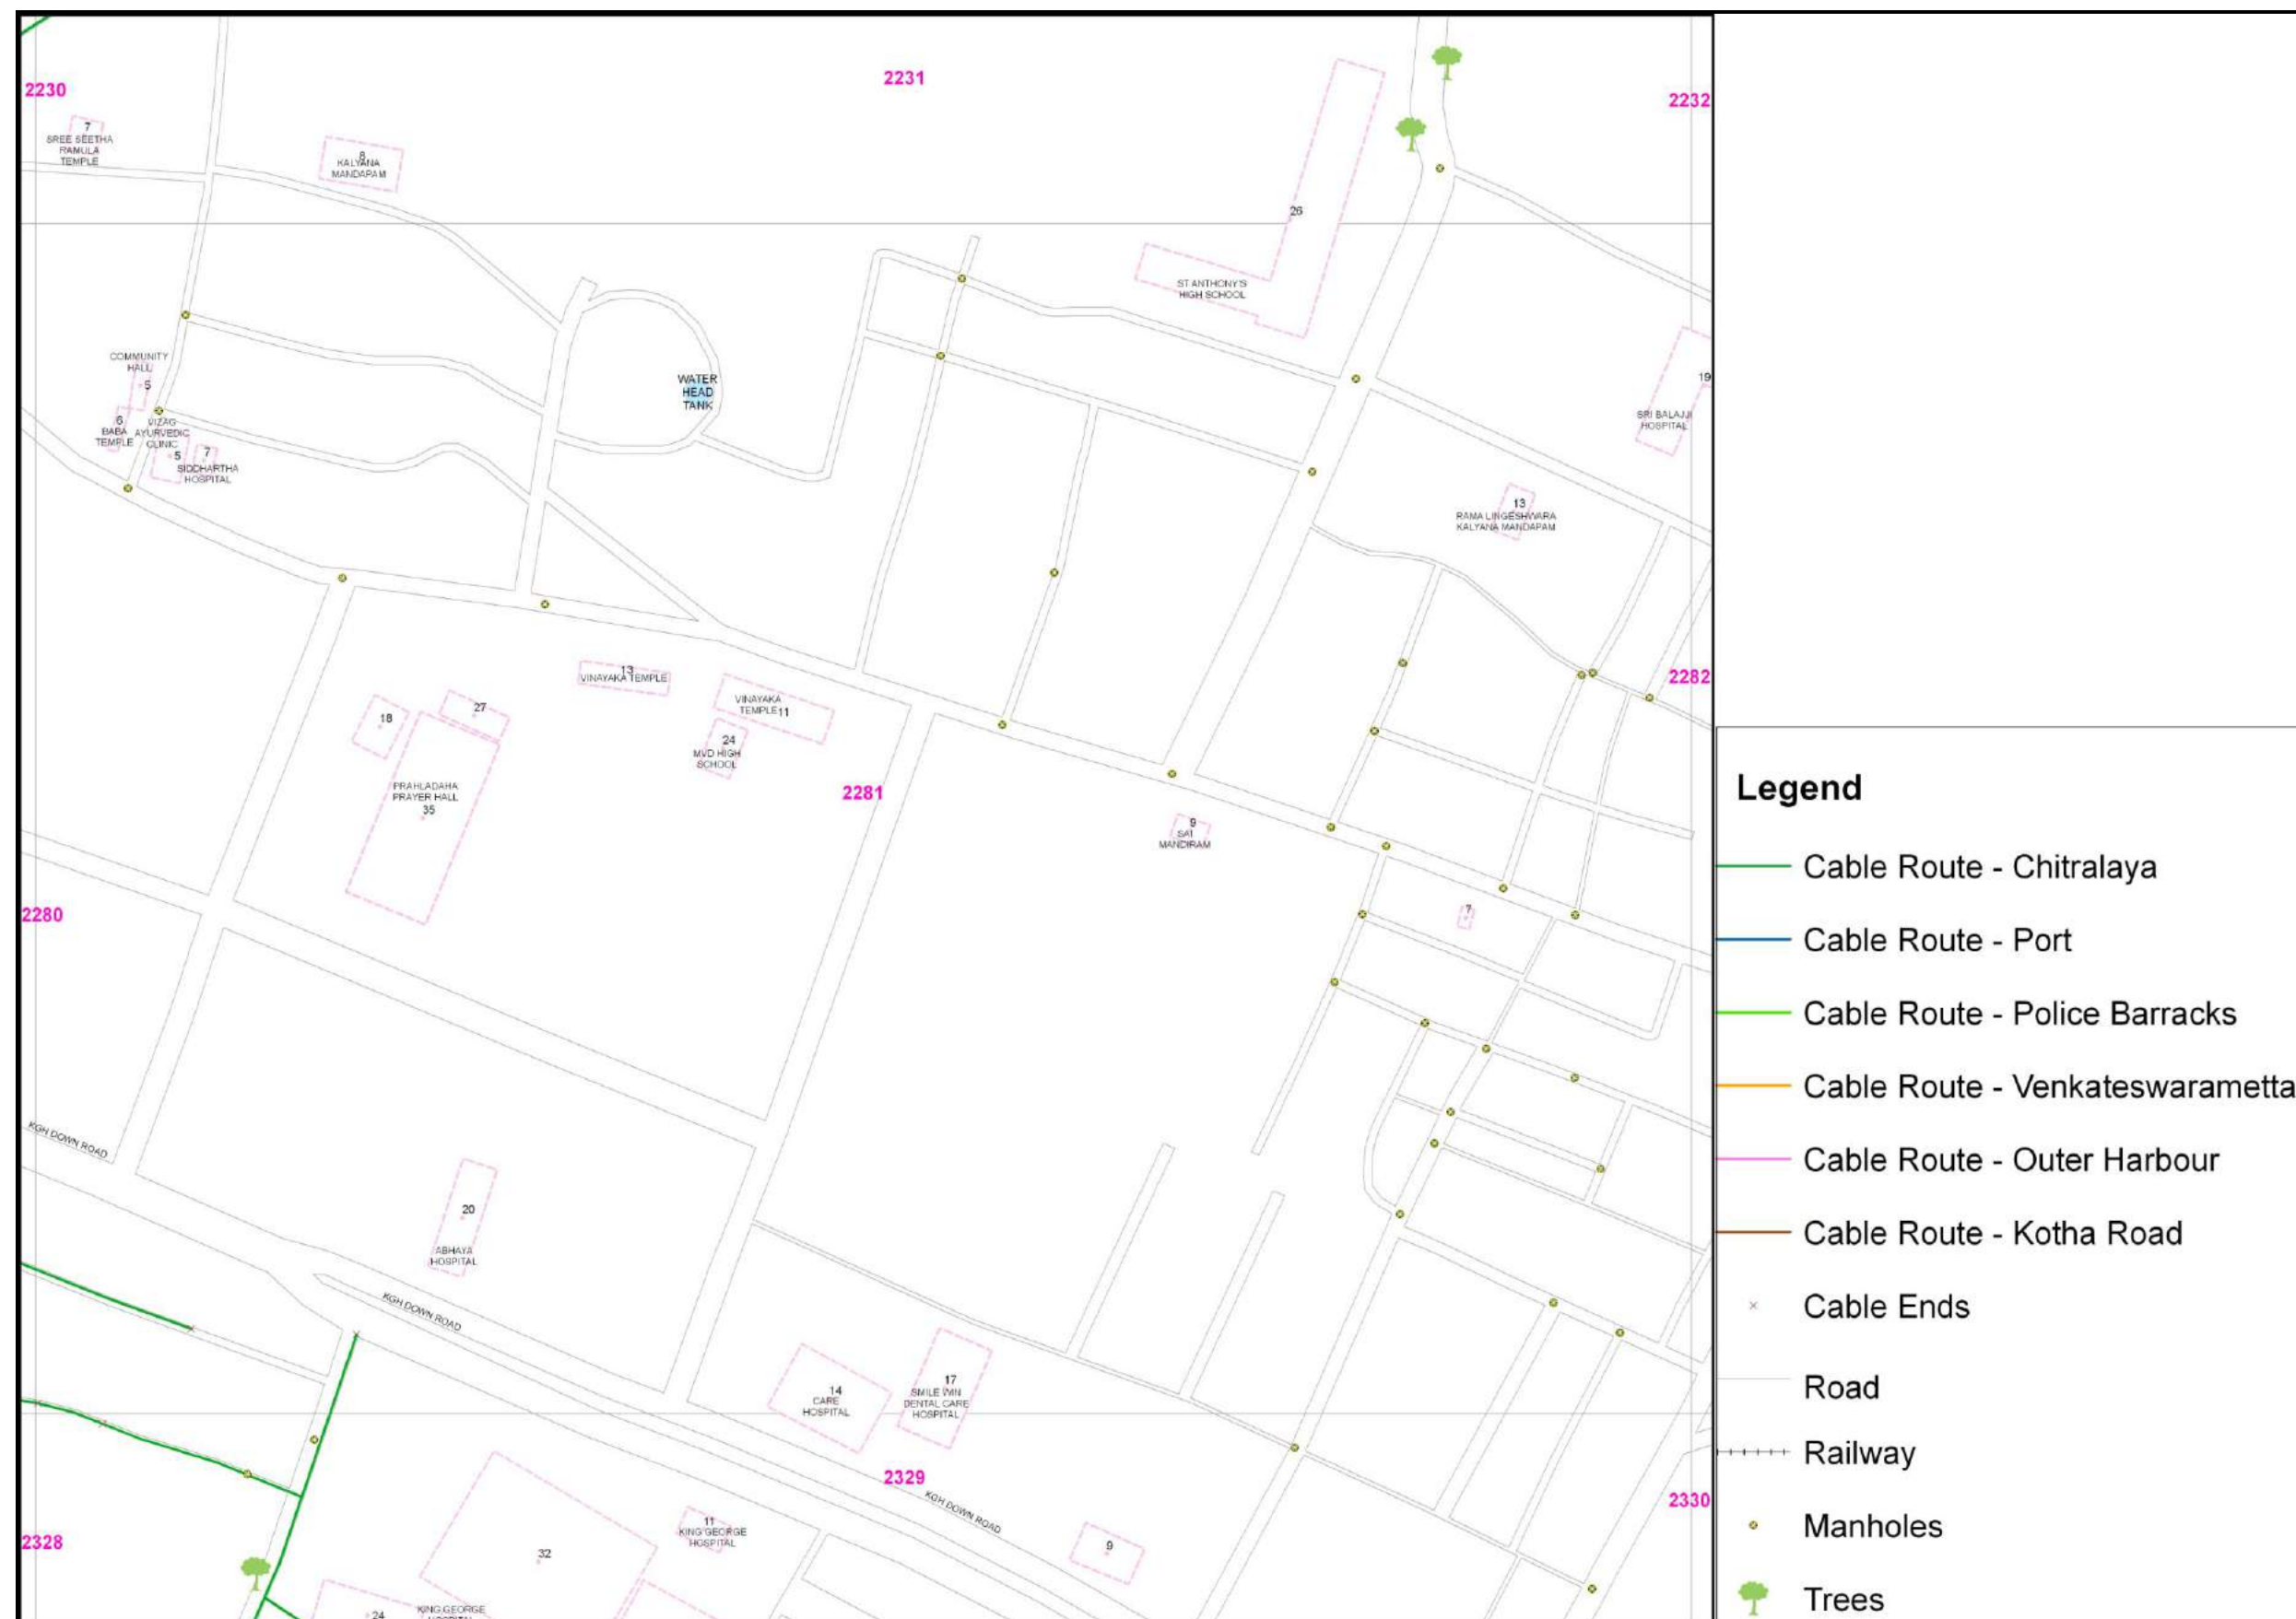 2230
2231
2232
7
SREE SEETHA
RAMULA
TEMPLE
8
KALYANA
MANDAPAM
26
ST ANTHONY'S
HIGH SCHOOL
COMMUNITY
HALL
5
6
BABA
TEMPLE
VIZAG
AYURVEDIC
CLINIC
5
7
SIDDHARTHA
HOSPITAL
WATER
HEAD
TANK
19
SRI BALAJJI
HOSPITAL
13
RAMA LINGESHWARA
KALYANA MANDAPAM
2282
13
VINAYAKA TEMPLE
VINAYAKA
TEMPLE 11
18
27
24
MVD HIGH
SCHOOL
PRAHLADAHA
PRAYER HALL
35
2281
9
SAI
MANDIRAM
7
2280
KGH DOWN ROAD
20
ABHAYA
HOSPITAL
KGH DOWN ROAD
14
CARE
HOSPITAL
17
SMILE WIN
DENTAL CARE
HOSPITAL
2329
KGH DOWN ROAD
2330
2328
11
KING GEORGE
HOSPITAL
32
9
24
KING GEORGE
HOSPITAL
Legend
Cable Route - Chitralaya
Cable Route - Port
Cable Route - Police Barracks
Cable Route - Venkateswarametta
Cable Route - Outer Harbour
Cable Route - Kotha Road
Cable Ends
Road
Railway
Manholes
Trees